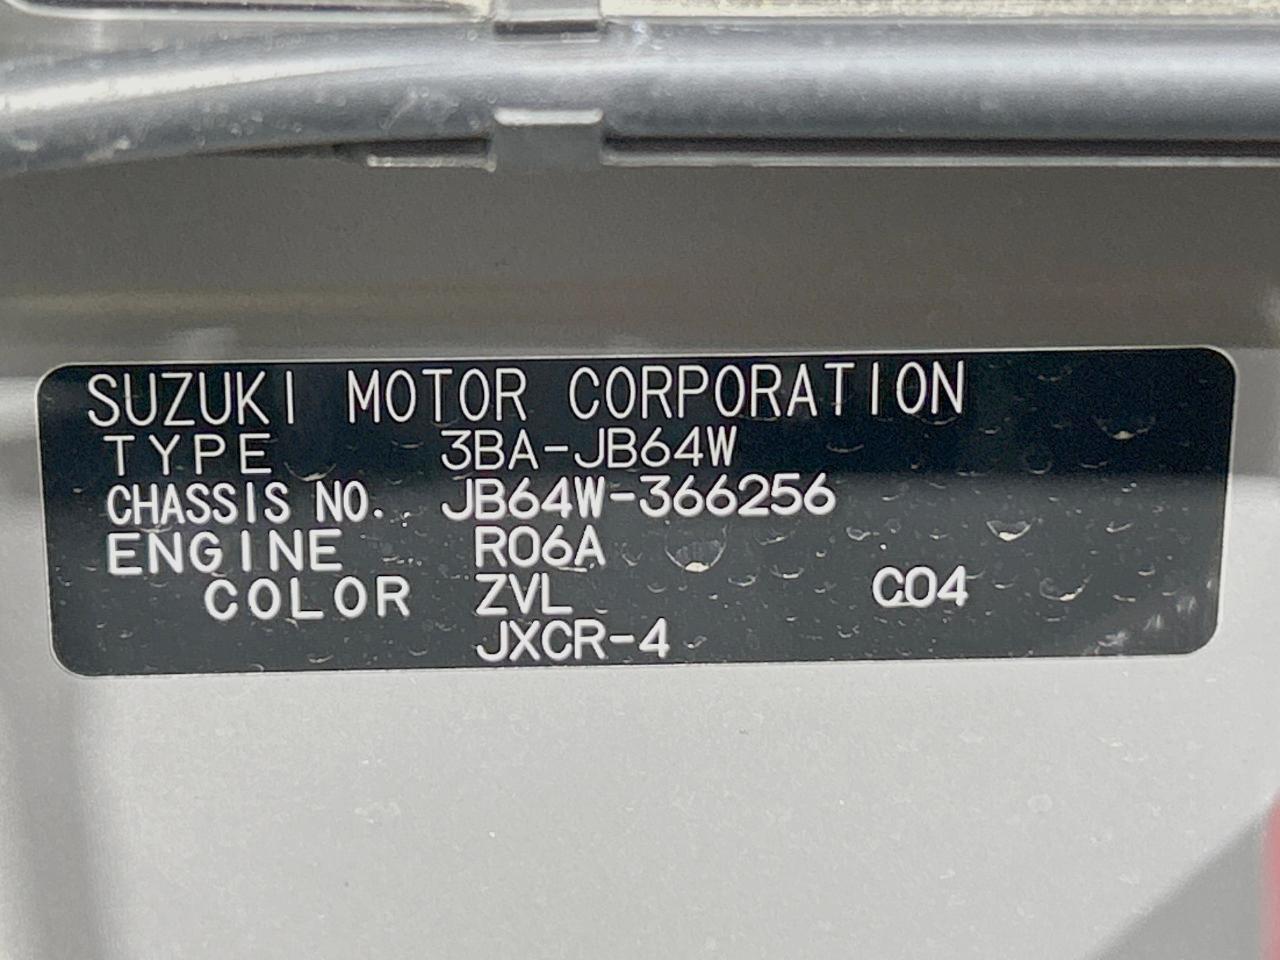 SUZUKI MOTOR CORPORATION
TYPE 3BA-JB64W
CHASSIS NO. JB64W-366256
ENGINE R06A
COLOR ZVL C04
JXCR-4